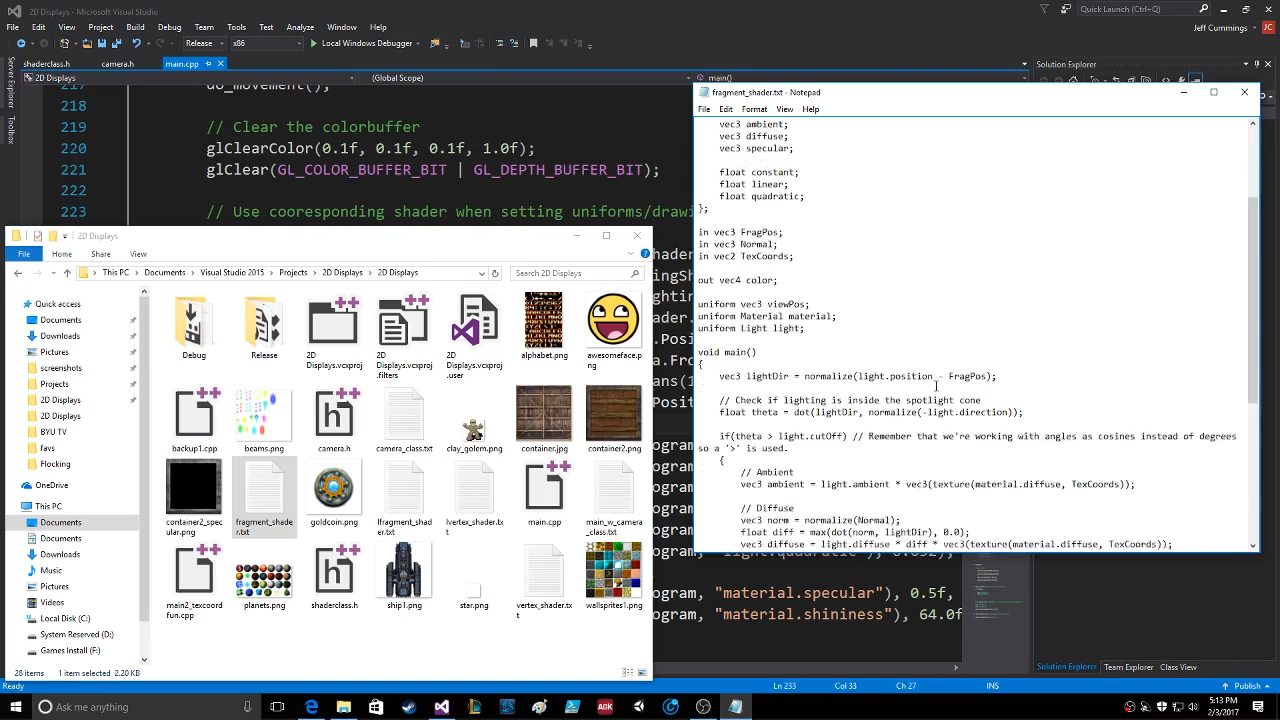 2D Displays - Microsoft Visual Studio
Quick Launch (Ctrl+Q)
File Edit View Project Build Debug Team Tools Test Analyze Window Help
Jeff Cummings JC
Release x86 Local Windows Debugger
shaderclass.h camera.h main.cpp
Solution Explorer
2D Displays (Global Scope) main()
Server Explorer
Toolbox
217 do_movement();
218
219 // Clear the colorbuffer
220 glClearColor(0.1f, 0.1f, 0.1f, 1.0f);
221 glClear(GL_COLOR_BUFFER_BIT | GL_DEPTH_BUFFER_BIT);
222
223 // Use cooresponding shader when setting uniforms/drawi
fragment_shader.txt - Notepad
File Edit Format View Help
vec3 ambient;
vec3 diffuse;
vec3 specular;
float constant;
float linear;
float quadratic;
};
in vec3 FragPos;
in vec3 Normal;
in vec2 TexCoords;
out vec4 color;
uniform vec3 viewPos;
uniform Material material;
uniform Light light;
void main()
{
vec3 lightDir = normalize(light.position - FragPos);
// Check if lighting is inside the spotlight cone
float theta = dot(lightDir, normalize(-light.direction));
if(theta > light.cutOff) // Remember that we're working with angles as cosines instead of degrees
so a '>' is used.
{
// Ambient
vec3 ambient = light.ambient * vec3(texture(material.diffuse, TexCoords));
// Diffuse
vec3 norm = normalize(Normal);
float diff = max(dot(norm, lightDir), 0.0);
vec3 diffuse = light.diffuse * diff * vec3(texture(material.diffuse, TexCoords));
2D Displays
File Home Share View
This PC Documents Visual Studio 2015 Projects 2D Displays 2D Displays
Search 2D Displays
Quick access
Documents
Downloads
Pictures
screenshots
Projects
2D Displays
2D Displays
BYU TV
Favs
Flocking
OneDrive
This PC
Documents
Documents
Downloads
Music
Pictures
Videos
Local Disk (C:)
System Reserved (D:)
Games Install (F:)
Debug
Release
2D Displays.vcxproj
2D Displays.vcxproj.filters
2D Displays.vcxproj.user
alphabet.png
awesomeface.png
backup1.cpp
beams.png
camera.h
camera_class.txt
clay_golem.png
container.jpg
container2.png
container2_specular.png
fragment_shader.txt
goldcoin.png
lfragment_shader.txt
lvertex_shader.txt
main.cpp
main_w_camera_class.txt
main2_texcoordfun.cpp
planets.png
shaderclass.h
ship1.png
vertex_shader.txt
wallsprites1.png
28 items 1 item selected 2.20 KB
ogram, "material.specular"), 0.5f,
ogram, "material.shininess"), 64.0f
Solution Explorer Team Explorer Class View
Ready Ln 233 Col 33 Ch 27 INS Publish
Ask me anything
AGK
5:13 PM
2/3/2017